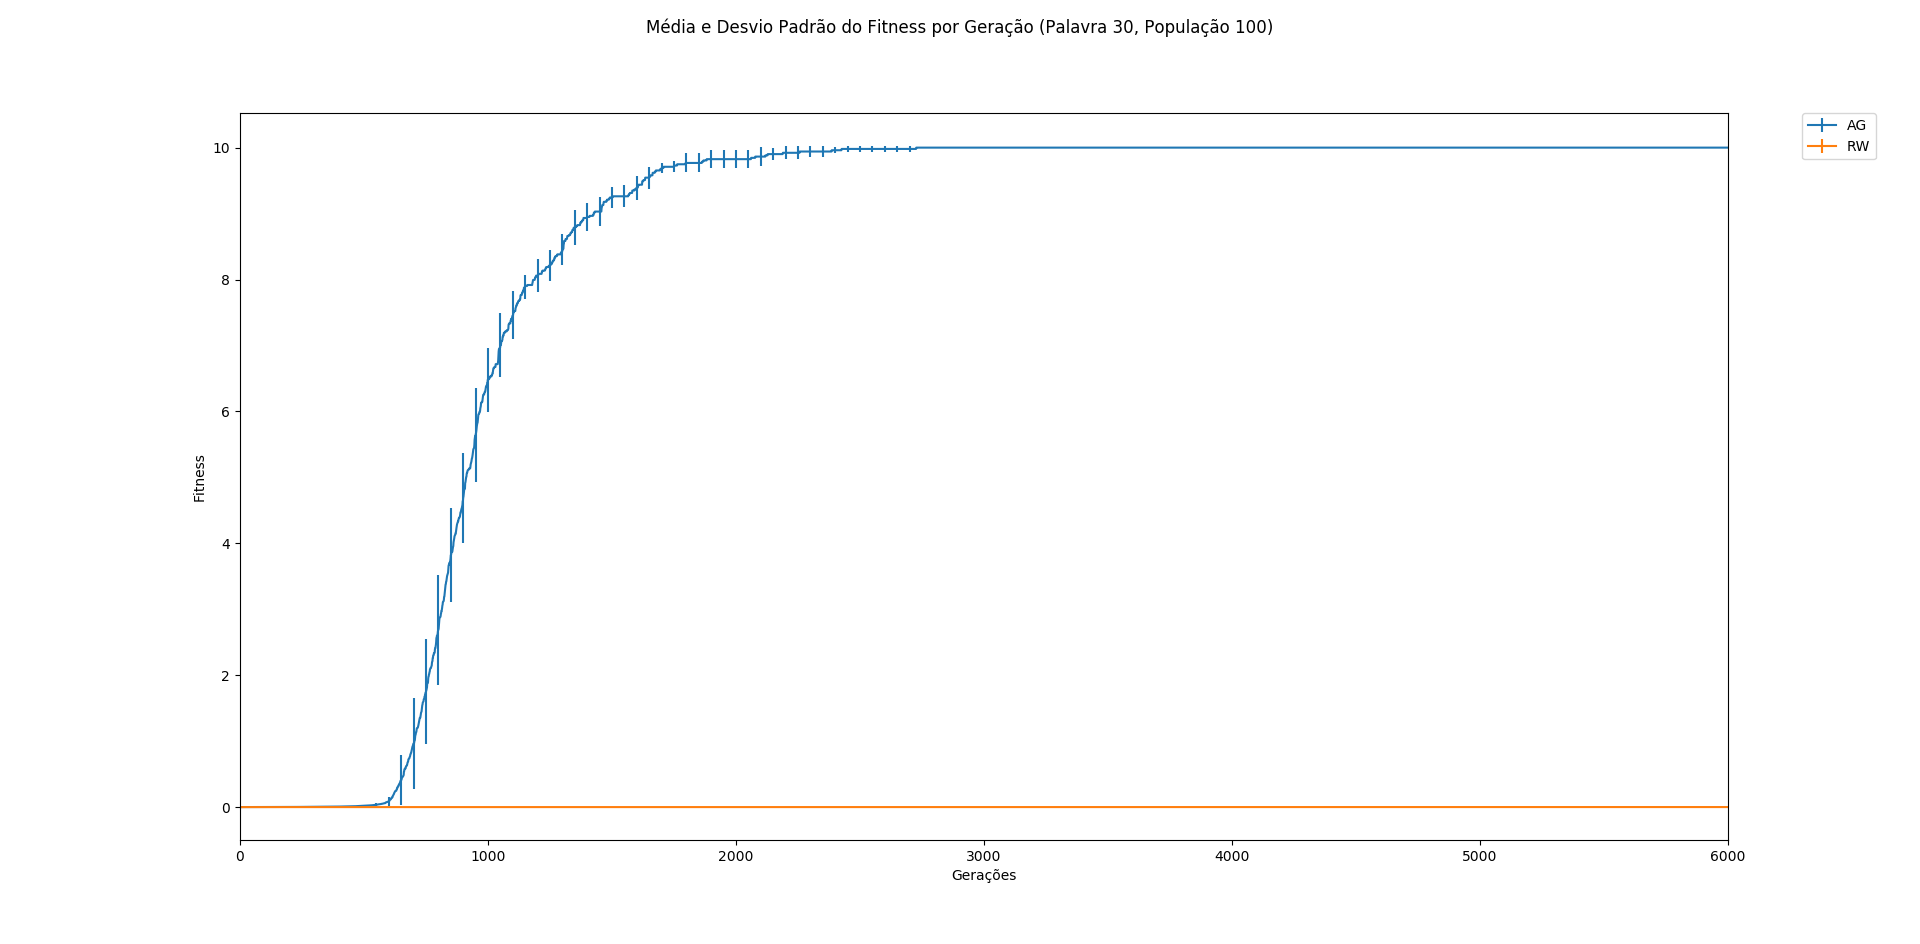 Média e Desvio Padrão do Fitness por Geração (Palavra 30, População 100)
AG
RW
10
8
6
4
2
0
Fitness
0 1000 2000 3000 4000 5000 6000
Gerações